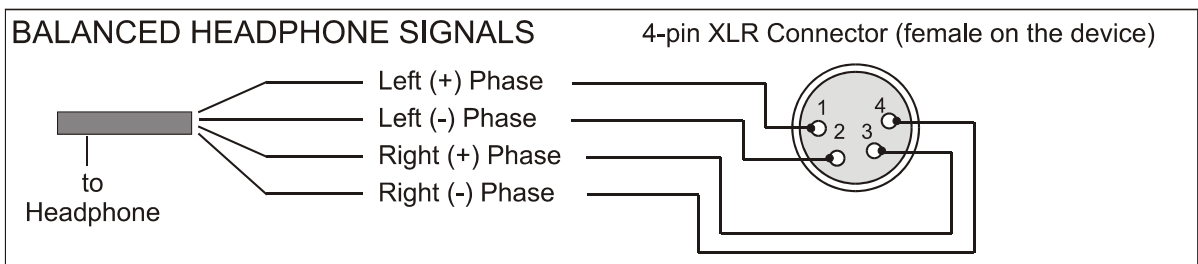 BALANCED HEADPHONE SIGNALS
4-pin XLR Connector (female on the device)
Left (+) Phase
Left (-) Phase
Right (+) Phase
Right (-) Phase
to
Headphone
1
4
2
3